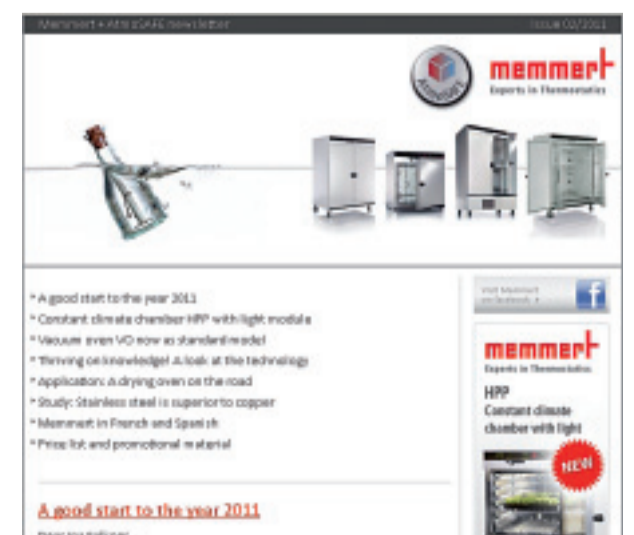 Memmert + AtmoSAFE newsletter
Issue 02/2011
AtmoSAFE
memmert
Experts in Thermostatics
* A good start to the year 2011
* Constant climate chamber HPP with light module
* Vacuum oven VO now as standard model
* Thriving on knowledge! A look at the technology
* Application: A drying oven on the road
* Study: Stainless steel is superior to copper
* Memmert in French and Spanish
* Price list and promotional material
Visit Memmert
on facebook
f
memmert
Experts in Thermostatics
HPP
Constant climate
chamber with light
NEW
A good start to the year 2011